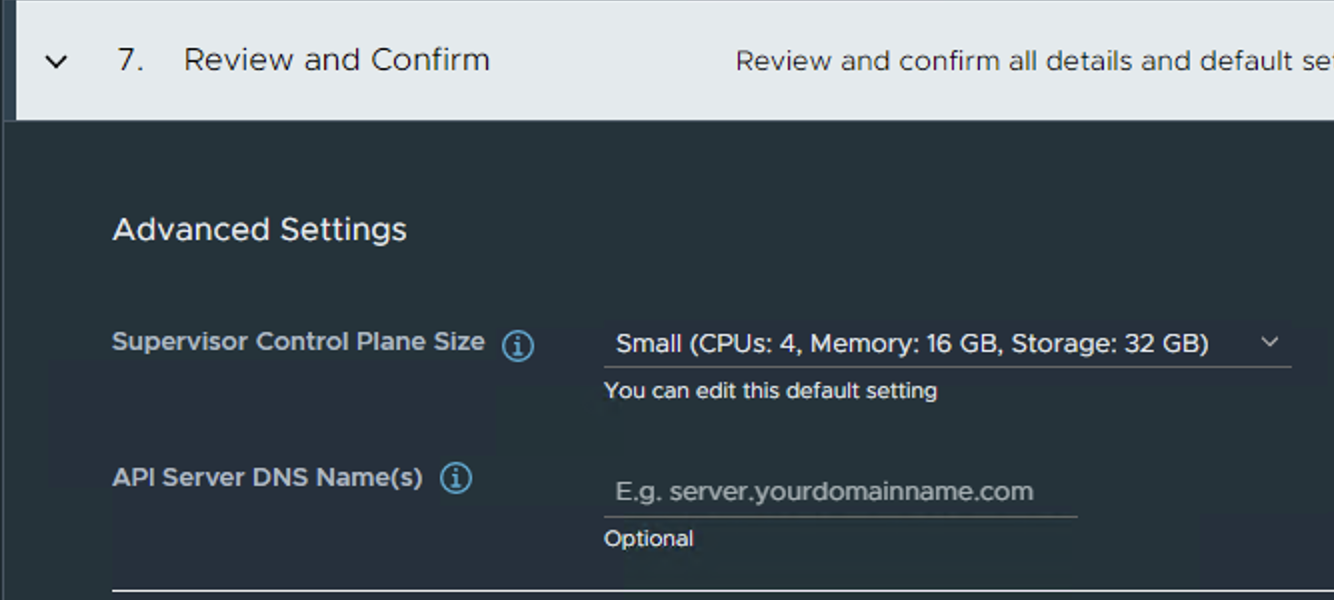 7. Review and Confirm
Review and confirm all details and default
Advanced Settings
Supervisor Control Plane Size
Small (CPUs: 4, Memory: 16 GB, Storage: 32 GB)
You can edit this default setting
API Server DNS Name(s)
E.g. server.yourdomainname.com
Optional